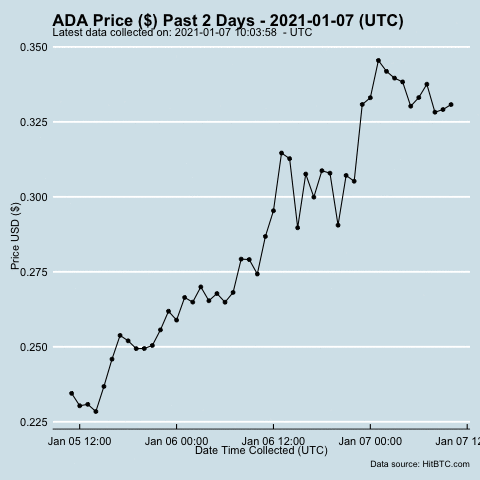 ADA Price ($) Past 2 Days - 2021-01-07 (UTC)
Latest data collected on: 2021-01-07 10:03:58 - UTC
0.350
0.325
0.300
0.275
0.250
0.225
Price USD ($)
Jan 05 12:00 Jan 06 00:00 Jan 06 12:00 Jan 07 00:00 Jan 07 12
Date Time Collected (UTC)
Data source: HitBTC.com